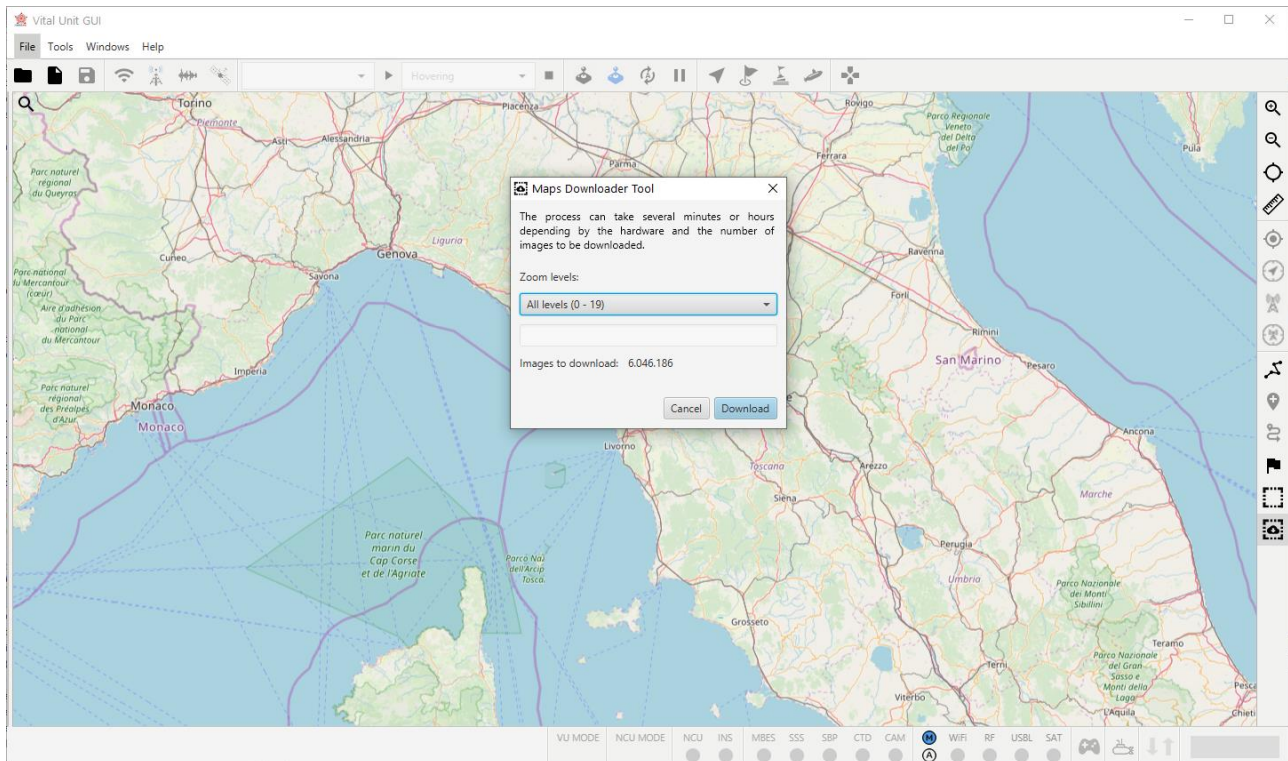 Vital Unit GUI
File Tools Windows Help
Hovering
Torino
Piemonte
Asti
Alessandria
Piacenza
Parma
Rovigo
Parco Regionale
Veneto
del Delta
del Po
Ferrara
Pula
Parc naturel
régional
du Queyras
Cuneo
Liguria
Genova
Savona
Ravenna
Forlì
Rimini
San Marino
Pesaro
Parc national
du Mercantour
(cœur)
Aire d'adhésion
du Parc
national
du Mercantour
Imperia
Parc naturel
régional
des Préalpes
d'Azur
Monaco
Monaco
Maps Downloader Tool
The process can take several minutes or hours
depending by the hardware and the number of
images to be downloaded.
Zoom levels:
All levels (0 - 19)
Images to download: 6.046.186
Cancel Download
Livorno
Ancona
Toscana
Arezzo
Siena
Marche
Perugia
Umbria
Parc naturel
marin du
Cap Corse
et de l'Agriate
Parco Naz
dell'Arcip
Tosca
Parco Nazionale
dei Monti
Sibillini
Grosseto
Teramo
Parco Nazionale
del Gran
Sasso e
Monti della
Laga
Terni
Viterbo
L'Aquila
Pesca
Chieti
VU MODE NCU MODE NCU INS MBES SSS SBP CTD CAM M WiFi RF USBL SAT
A